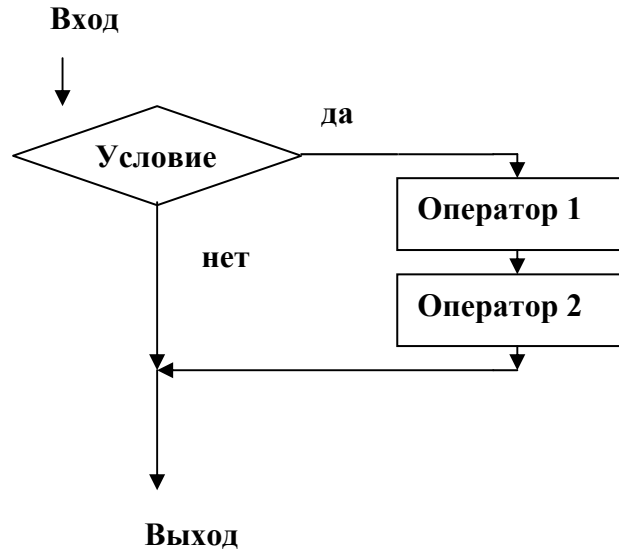 Вход
да
Условие
Оператор 1
нет
Оператор 2
Выход